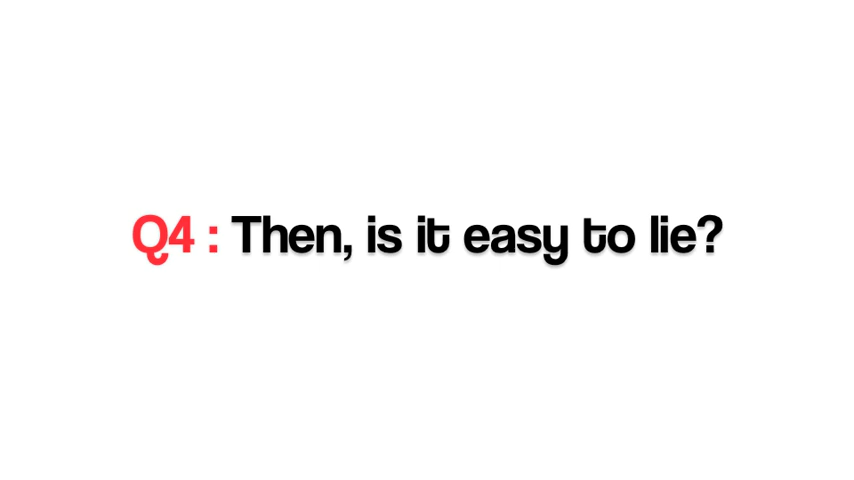 Q4 : Then, is it easy to lie?